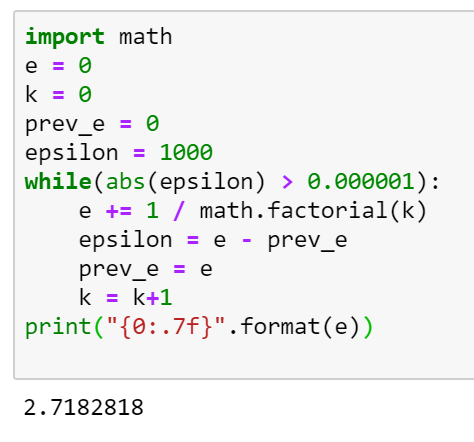 import math
e = 0
k = 0
prev_e = 0
epsilon = 1000
while(abs(epsilon) > 0.000001):
    e += 1 / math.factorial(k)
    epsilon = e - prev_e
    prev_e = e
    k = k+1
print("{0:.7f}".format(e))
2.7182818